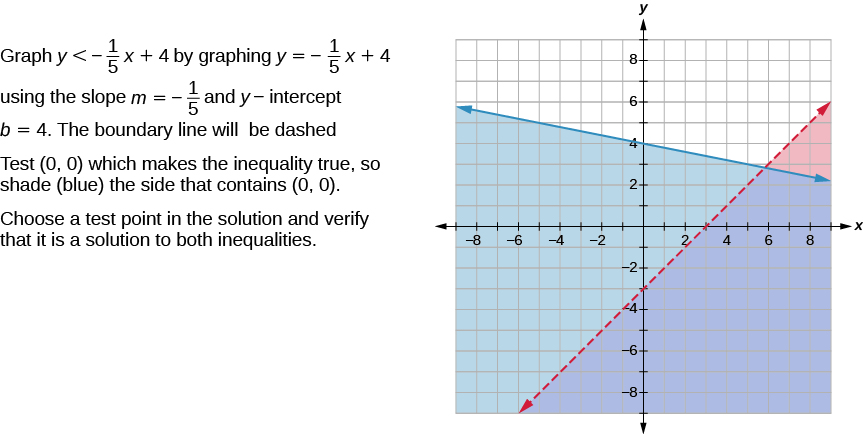 Graph y < −1/5 x + 4 by graphing y = −1/5 x + 4
using the slope m = −1/5 and y − intercept
b = 4. The boundary line will be dashed
Test (0, 0) which makes the inequality true, so
shade (blue) the side that contains (0, 0).
Choose a test point in the solution and verify
that it is a solution to both inequalities.
y
8
6
4
2
−8 −6 −4 −2 2 4 6 8 x
−2
−4
−6
−8